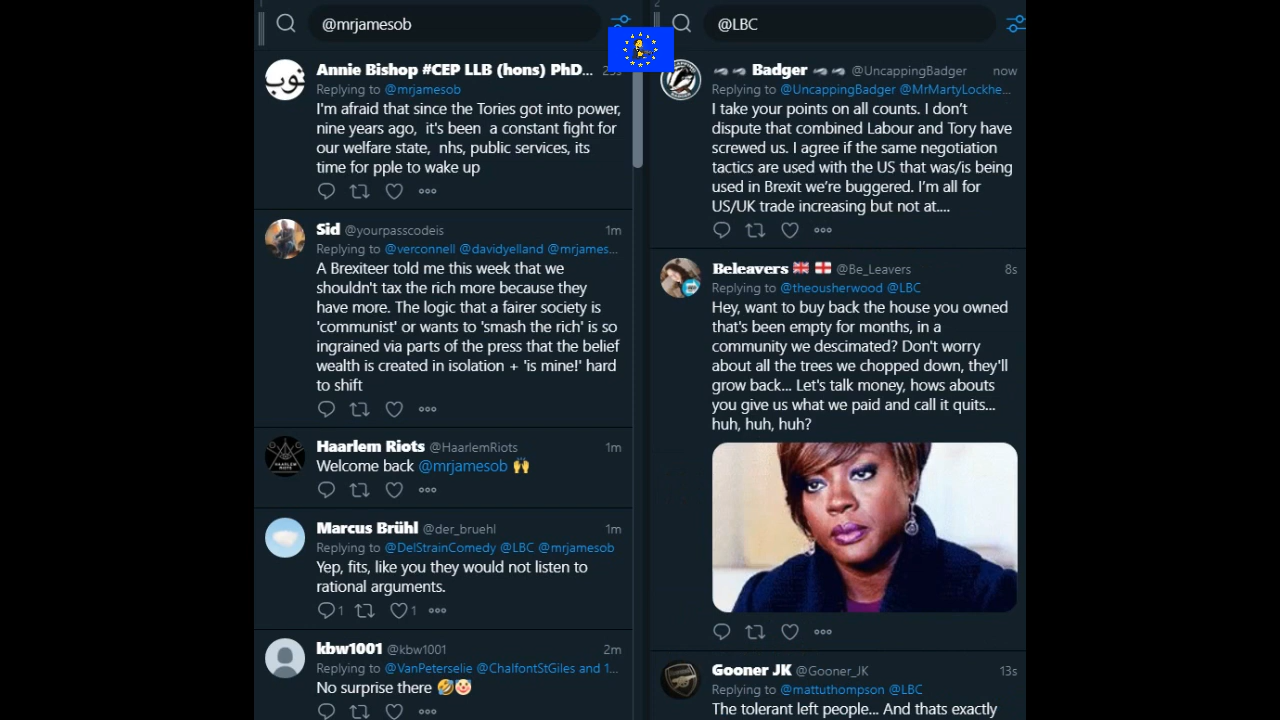 1
@mrjamesob
Annie Bishop #CEP LLB (hons) PhD...
Replying to @mrjamesob
I'm afraid that since the Tories got into power,
nine years ago, it's been a constant fight for
our welfare state, nhs, public services, its
time for pple to wake up
Sid @yourpasscodeis 1m
Replying to @verconnell @davidyelland @mrjames...
A Brexiteer told me this week that we
shouldn't tax the rich more because they
have more. The logic that a fairer society is
'communist' or wants to 'smash the rich' is so
ingrained via parts of the press that the belief
wealth is created in isolation + 'is mine!' hard
to shift
Haarlem Riots @HaarlemRiots 1m
Welcome back @mrjamesob 🙌
Marcus Brühl @der_bruehl 1m
Replying to @DelStrainComedy @LBC @mrjamesob
Yep, fits, like you they would not listen to
rational arguments.
1 1
kbw1001 @kbw1001 2m
Replying to @VanPeterselie @ChalfontStGiles and 1...
No surprise there 🤣🤡
2
@LBC
Badger @UncappingBadger now
Replying to @UncappingBadger @MrMartyLockhe...
I take your points on all counts. I don't
dispute that combined Labour and Tory have
screwed us. I agree if the same negotiation
tactics are used with the US that was/is being
used in Brexit we're buggered. I'm all for
US/UK trade increasing but not at....
Beleavers 🇬🇧 🏴󠁧󠁢󠁥󠁮󠁧󠁿 @Be_Leavers 8s
Replying to @theousherwood @LBC
Hey, want to buy back the house you owned
that's been empty for months, in a
community we descimated? Don't worry
about all the trees we chopped down, they'll
grow back... Let's talk money, hows abouts
you give us what we paid and call it quits...
huh, huh, huh?
Gooner JK @Gooner_JK 13s
Replying to @mattuthompson @LBC
The tolerant left people... And thats exactly